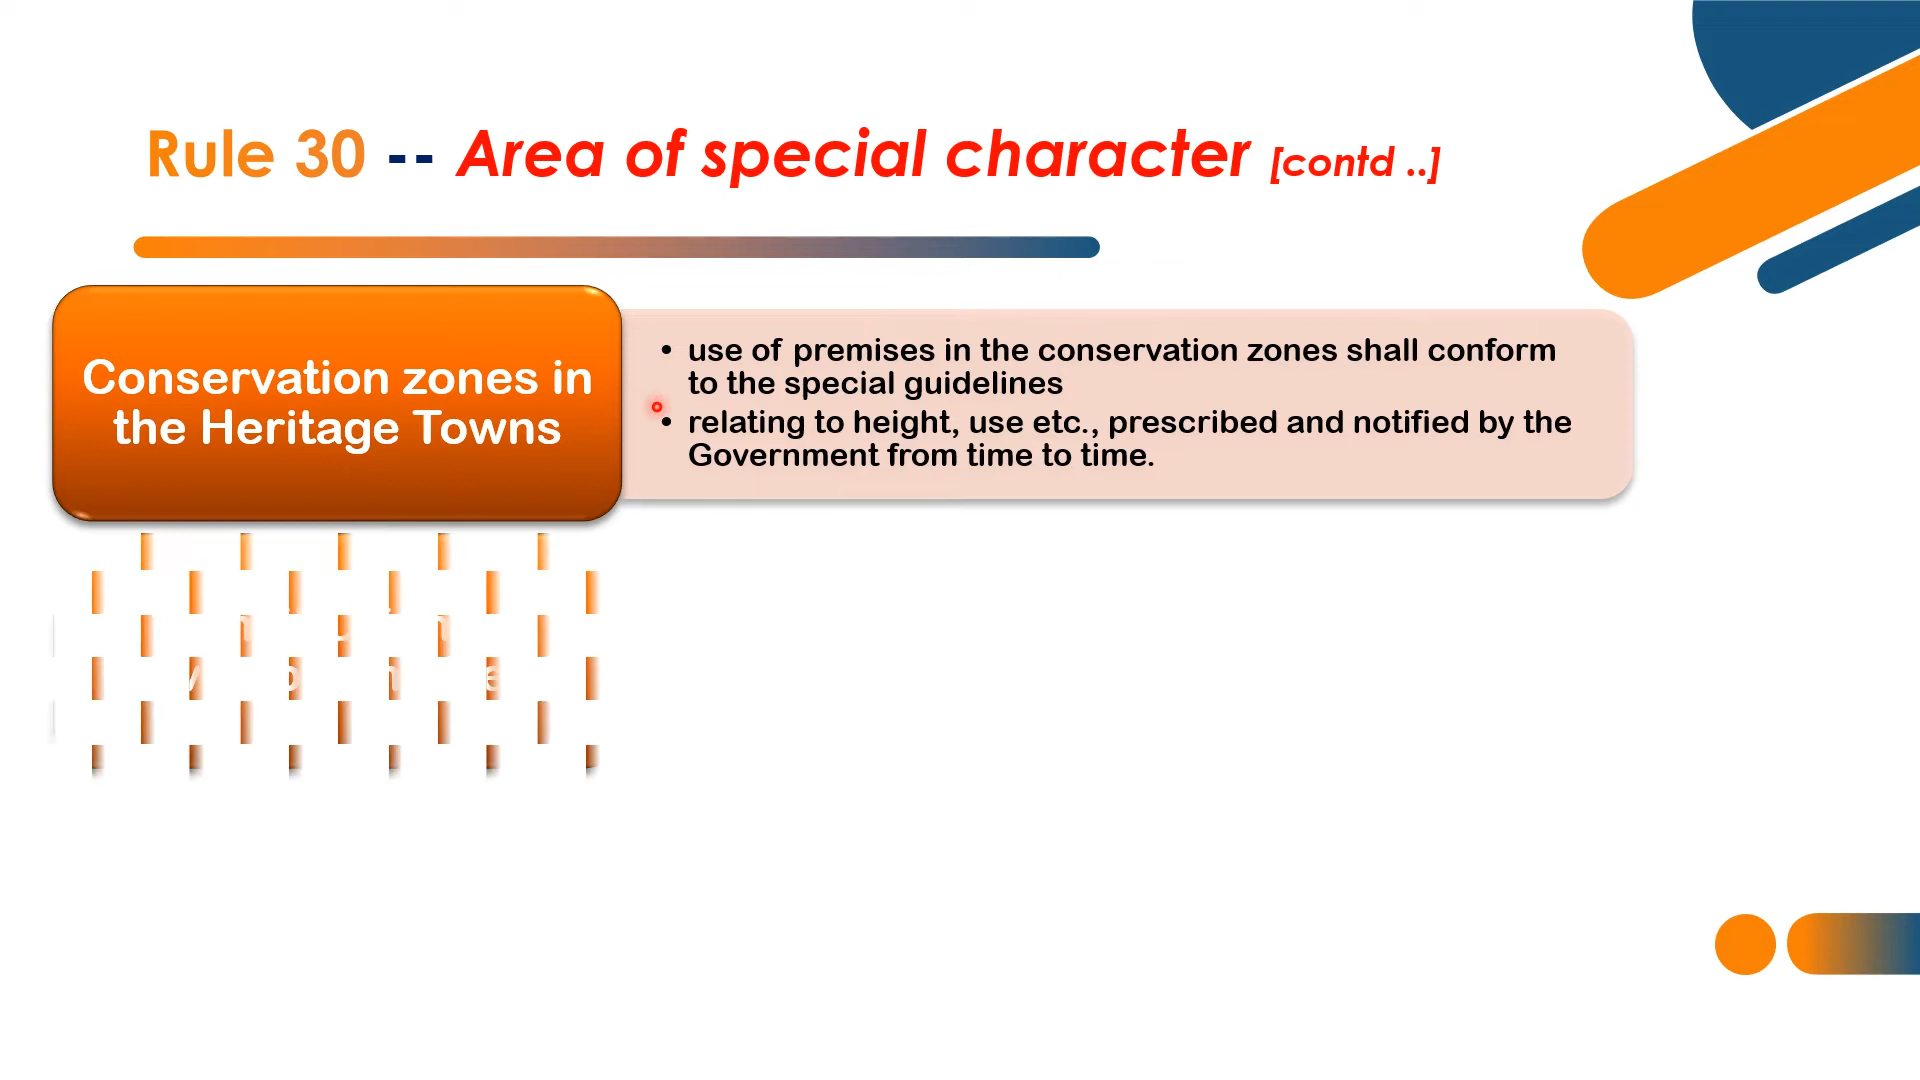 Rule 30 -- Area of special character [contd ..]
Conservation zones in
the Heritage Towns
• use of premises in the conservation zones shall conform
to the special guidelines
• relating to height, use etc., prescribed and notified by the
Government from time to time.